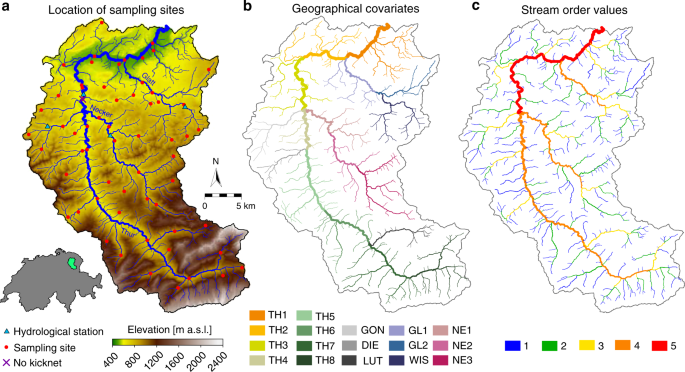 a Location of sampling sites
b Geographical covariates
c Stream order values
Glatt
Necker
Thur
N
0 5 km
Hydrological station
Sampling site
No kicknet
Elevation [m a.s.l.]
400 1200 2000
800 1600 2400
TH1 TH5
TH2 TH6 GON GL1 NE1
TH3 TH7 DIE GL2 NE2
TH4 TH8 LUT WIS NE3
1 2 3 4 5